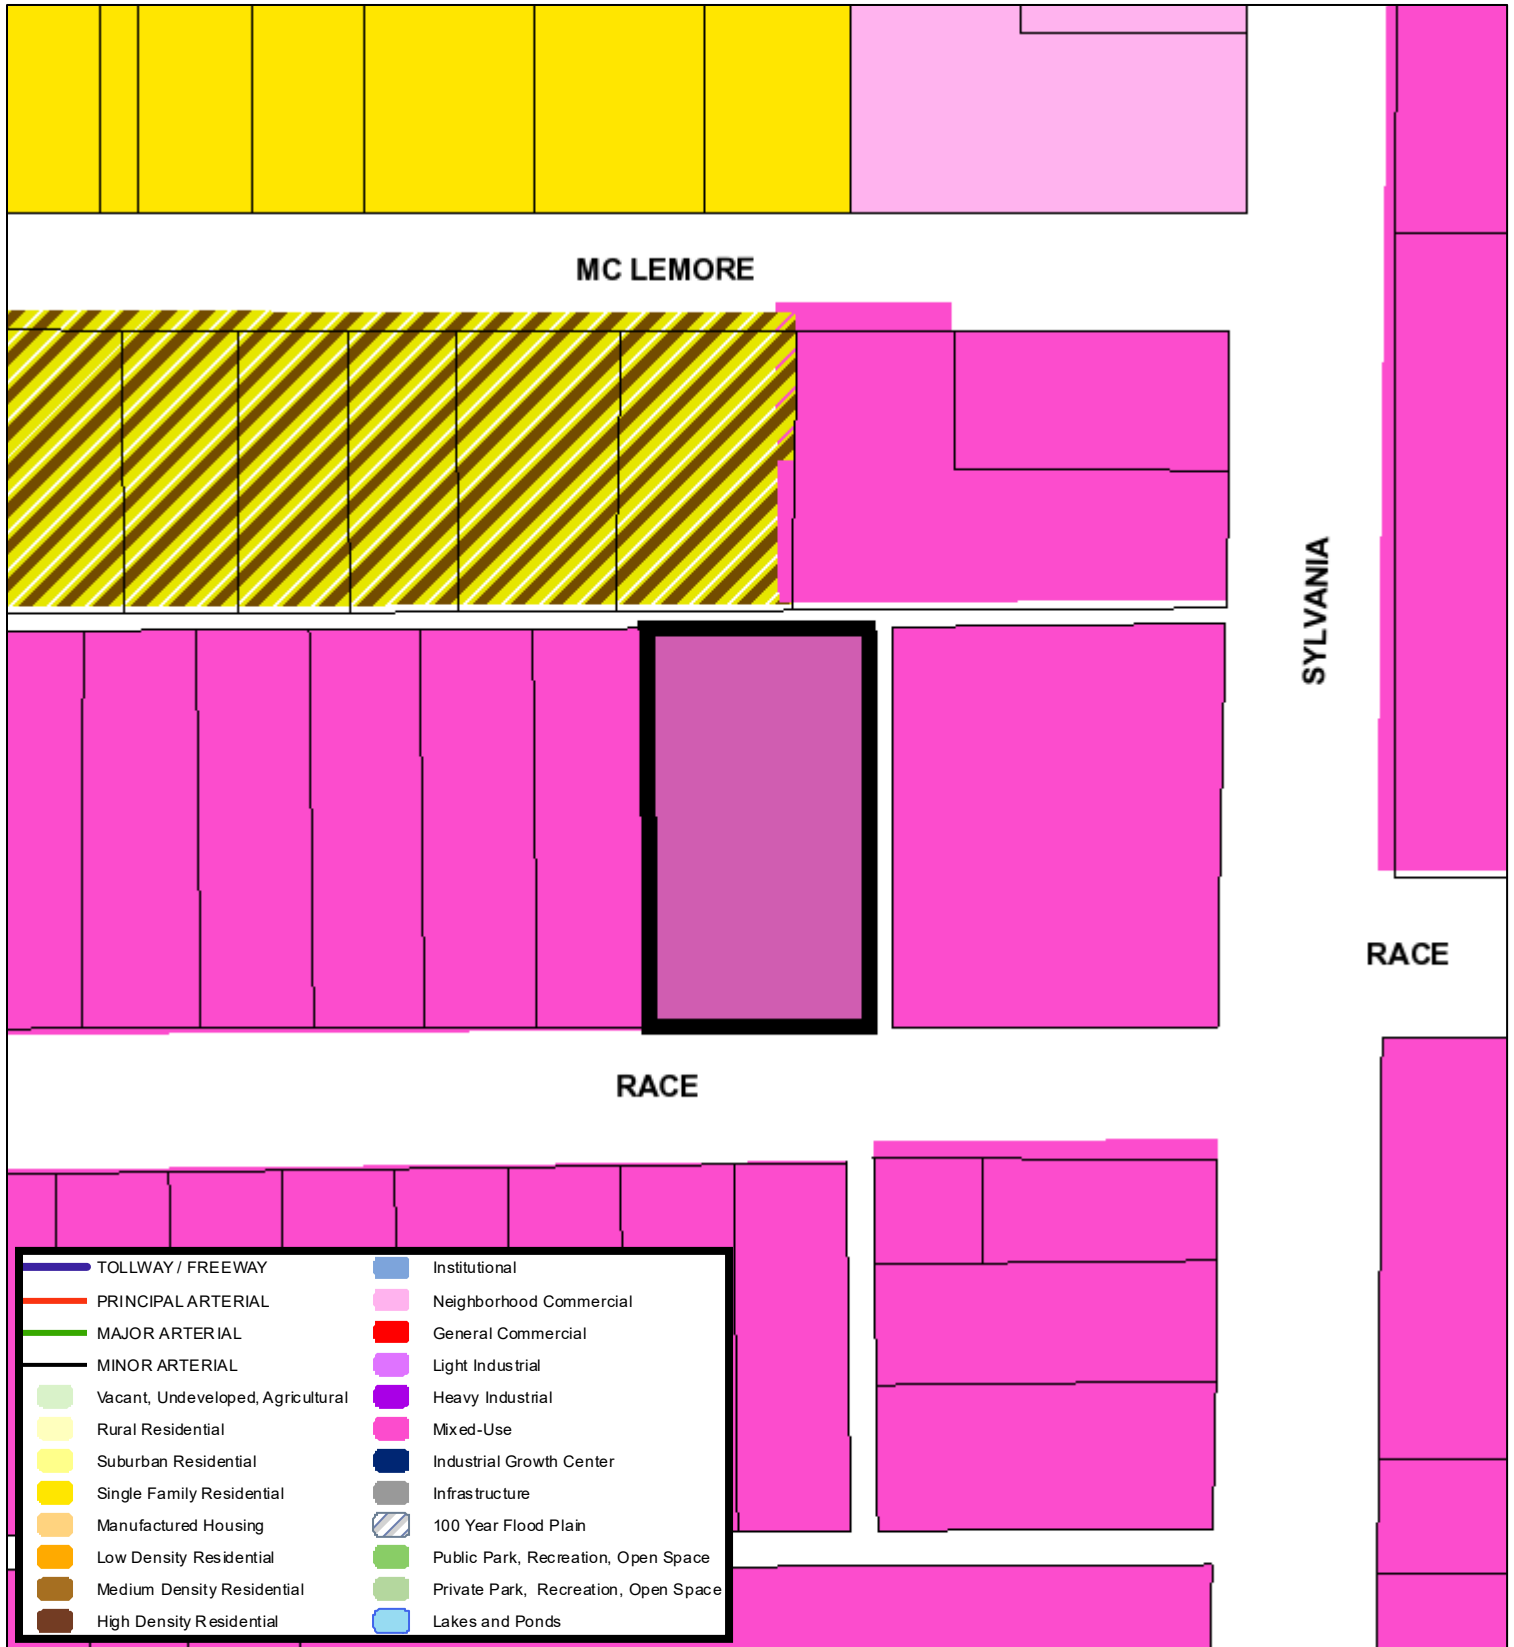 MC LEMORE
SYLVANIA
RACE
RACE
TOLLWAY / FREEWAY
PRINCIPAL ARTERIAL
MAJOR ARTERIAL
MINOR ARTERIAL
Vacant, Undeveloped, Agricultural
Rural Residential
Suburban Residential
Single Family Residential
Manufactured Housing
Low Density Residential
Medium Density Residential
High Density Residential
Institutional
Neighborhood Commercial
General Commercial
Light Industrial
Heavy Industrial
Mixed-Use
Industrial Growth Center
Infrastructure
100 Year Flood Plain
Public Park, Recreation, Open Space
Private Park, Recreation, Open Space
Lakes and Ponds